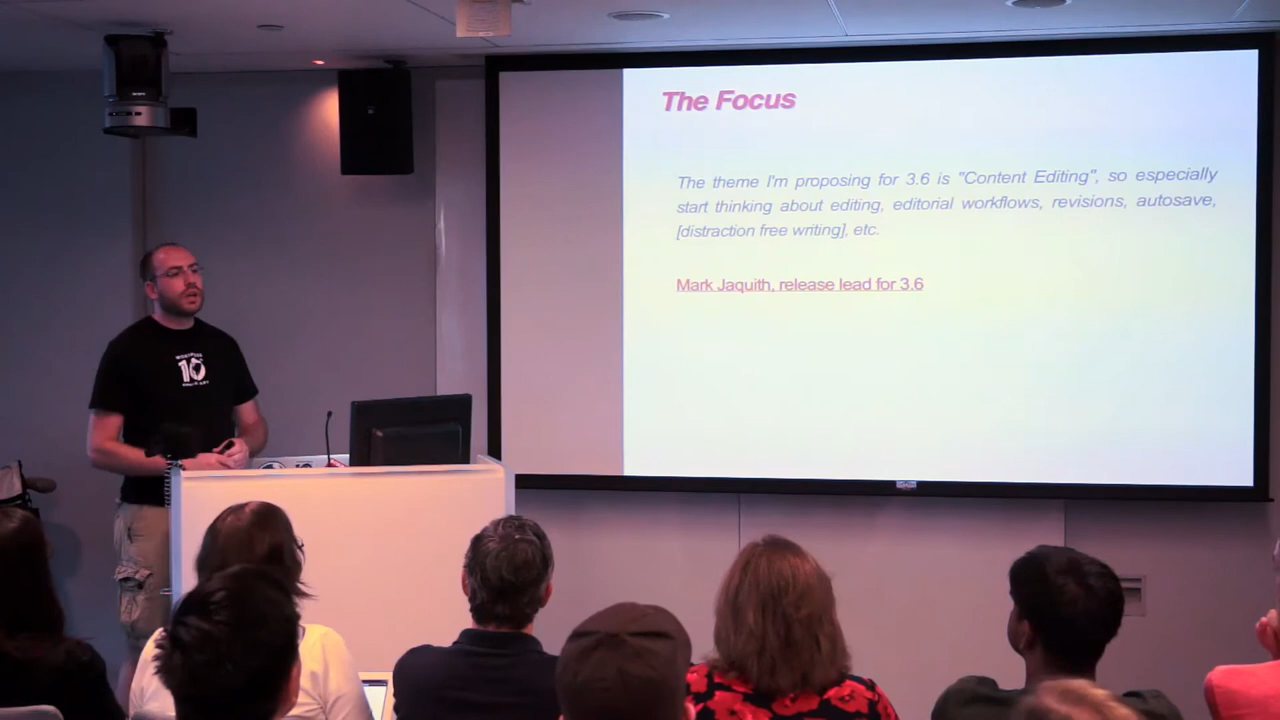 The Focus
The theme I'm proposing for 3.6 is "Content Editing", so especially
start thinking about editing, editorial workflows, revisions, autosave,
[distraction free writing], etc.
Mark Jaquith, release lead for 3.6
10